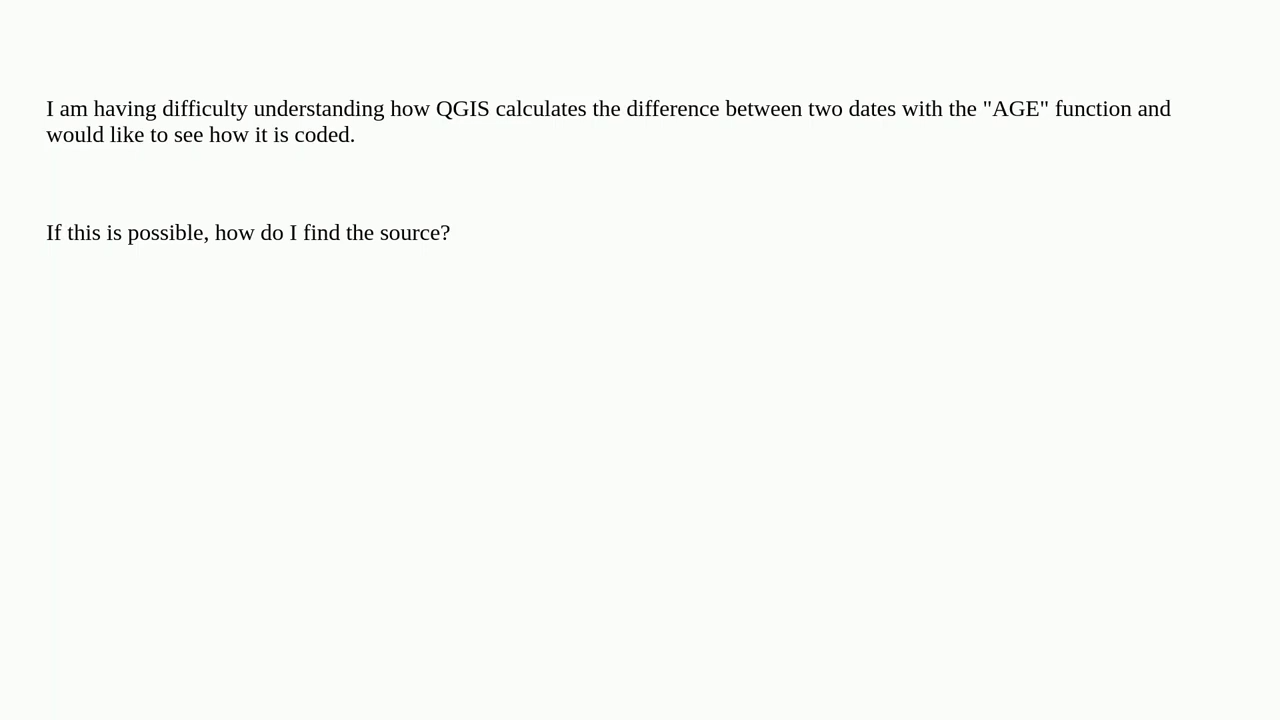 I am having difficulty understanding how QGIS calculates the difference between two dates with the "AGE" function and
would like to see how it is coded.
If this is possible, how do I find the source?